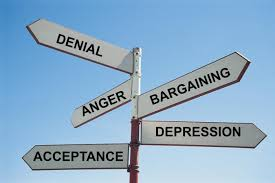 DENIAL
ANGER
BARGAINING
DEPRESSION
ACCEPTANCE